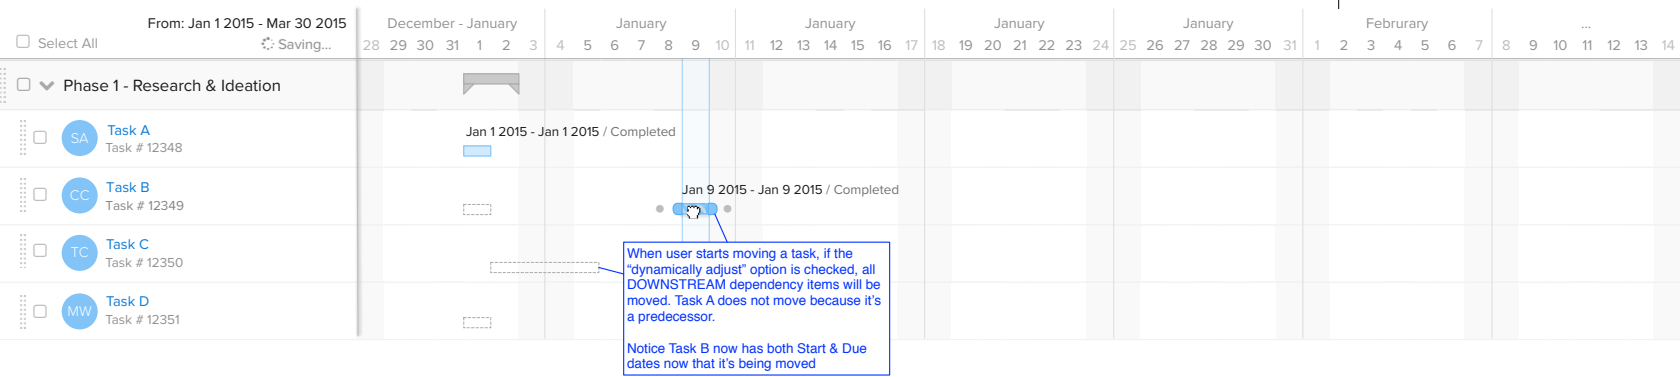 From: Jan 1 2015 - Mar 30 2015
Select All
Saving...
December - January
January
January
January
January
Februrary
...
28 29 30 31 1 2 3 4 5 6 7 8 9 10 11 12 13 14 15 16 17 18 19 20 21 22 23 24 25 26 27 28 29 30 31 1 2 3 4 5 6 7 8 9 10 11 12 13 14
Phase 1 - Research & Ideation
SA
Task A
Task # 12348
Jan 1 2015 - Jan 1 2015 / Completed
CC
Task B
Task # 12349
Jan 9 2015 - Jan 9 2015 / Completed
TC
Task C
Task # 12350
MW
Task D
Task # 12351
When user starts moving a task, if the
“dynamically adjust” option is checked, all
DOWNSTREAM dependency items will be
moved. Task A does not move because it’s
a predecessor.
Notice Task B now has both Start & Due
dates now that it’s being moved